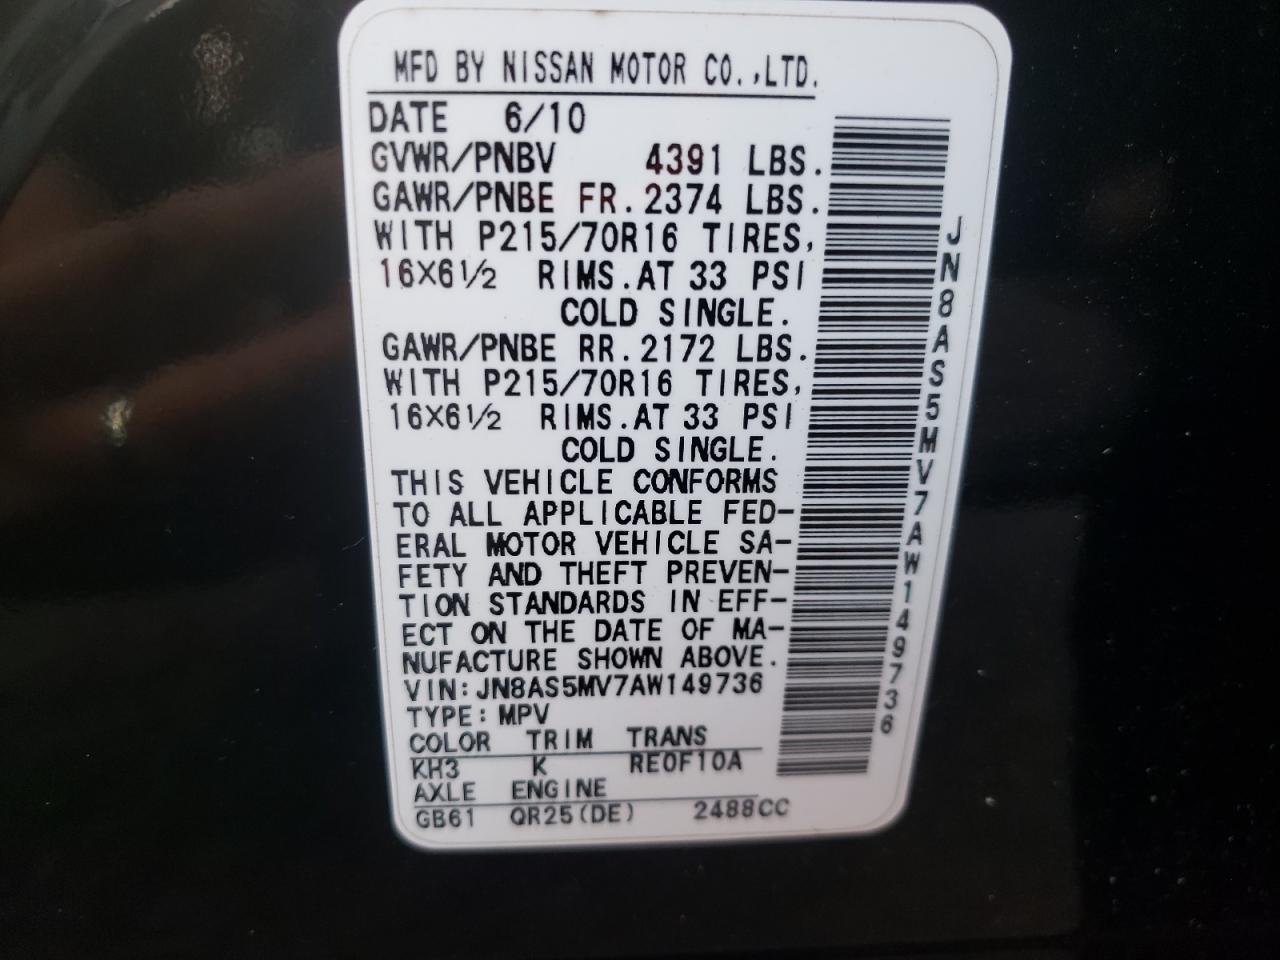 MFD BY NISSAN MOTOR CO.,LTD.
DATE 6/10
GVWR/PNBV 4391 LBS.
GAWR/PNBE FR.2374 LBS.
WITH P215/70R16 TIRES,
16X6½ RIMS.AT 33 PSI
COLD SINGLE.
GAWR/PNBE RR.2172 LBS.
WITH P215/70R16 TIRES,
16X6½ RIMS.AT 33 PSI
COLD SINGLE.
THIS VEHICLE CONFORMS
TO ALL APPLICABLE FED-
ERAL MOTOR VEHICLE SA-
FETY AND THEFT PREVEN-
TION STANDARDS IN EFF-
ECT ON THE DATE OF MA-
NUFACTURE SHOWN ABOVE.
VIN:JN8AS5MV7AW149736
TYPE:MPV
COLOR TRIM TRANS
KH3 K RE0F10A
AXLE ENGINE
GB61 QR25(DE) 2488CC
JN8AS5MV7AW149736